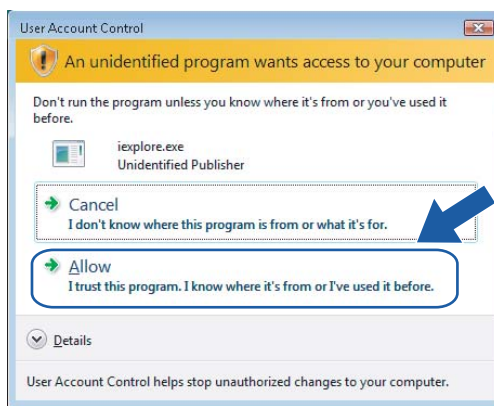 User Account Control
An unidentified program wants access to your computer
Don't run the program unless you know where it's from or you've used it
before.
iexplore.exe
Unidentified Publisher
Cancel
I don't know where this program is from or what it's for.
Allow
I trust this program. I know where it's from or I've used it before.
Details
User Account Control helps stop unauthorized changes to your computer.